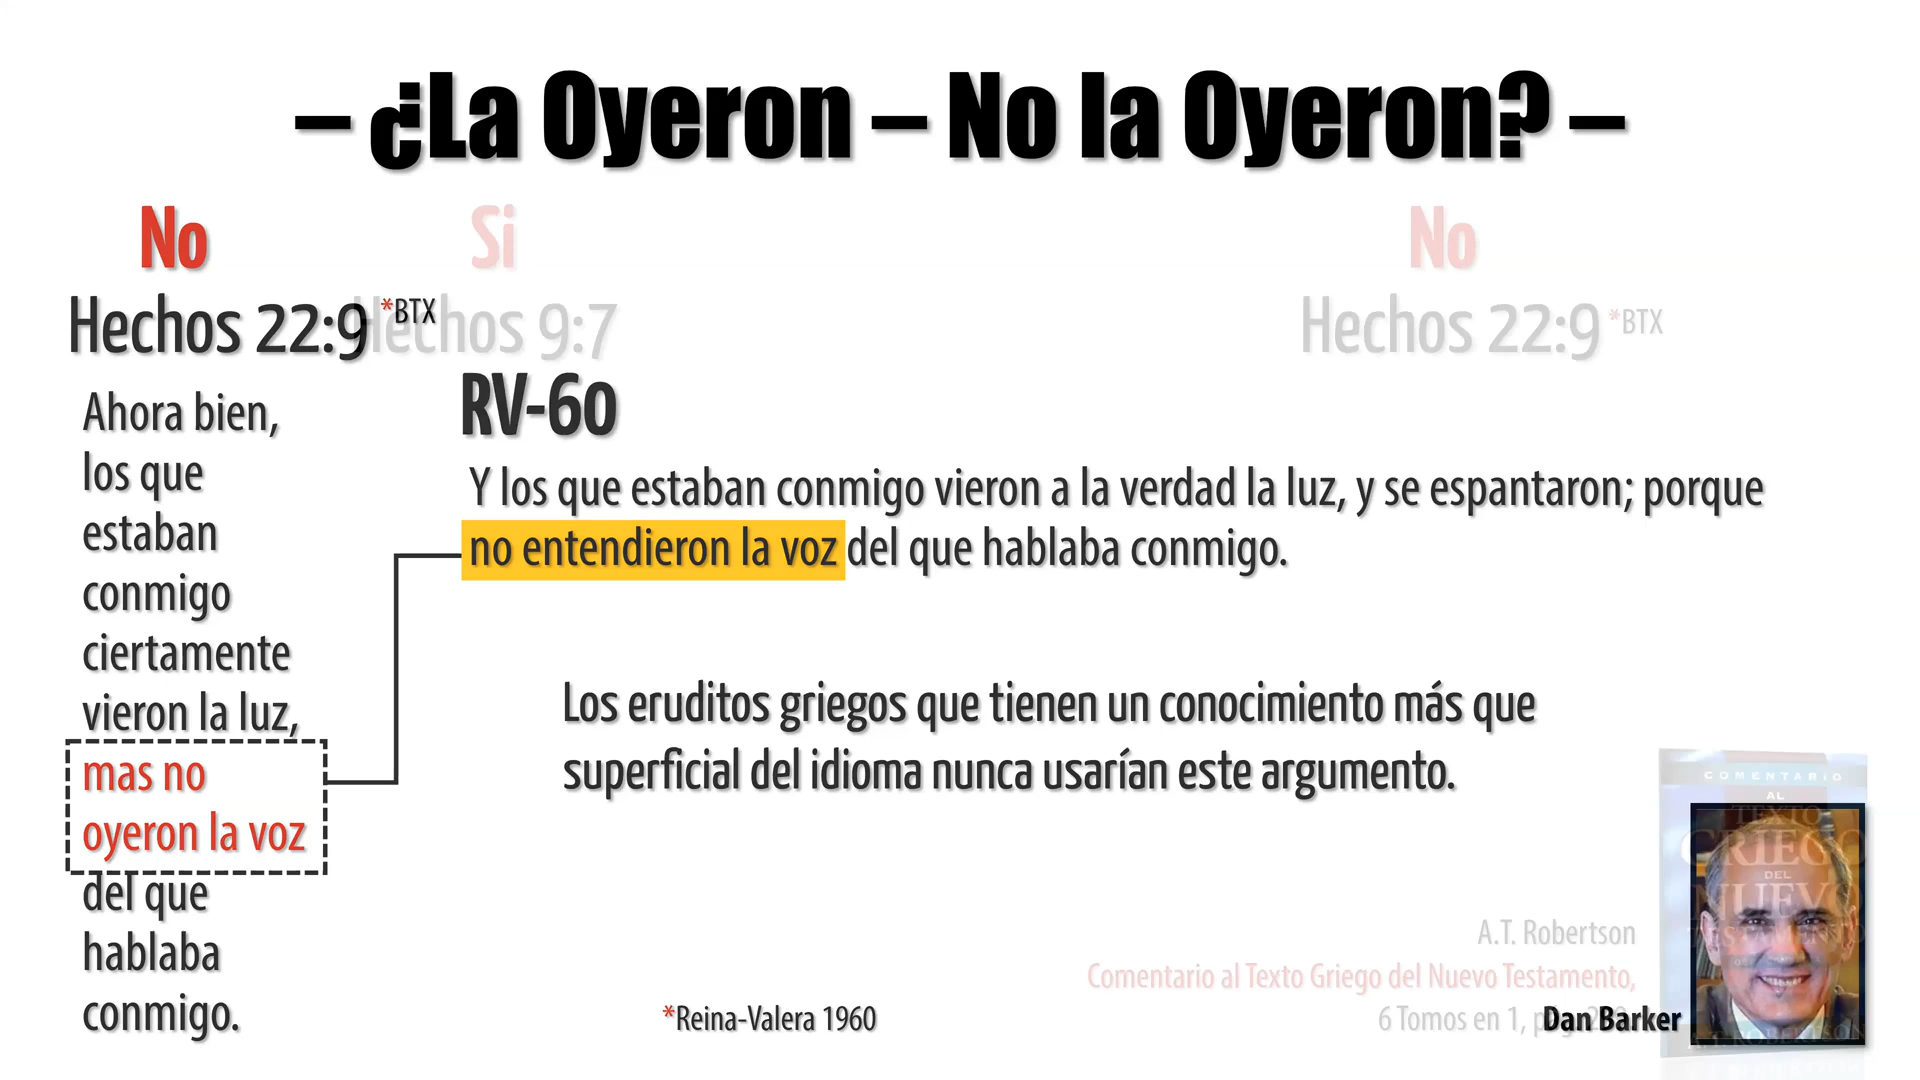 – ¿La Oyeron – No la Oyeron? –
No
Si
No
Hechos 22:9 *BTX
Hechos 9:7
Hechos 22:9 *BTX
Ahora bien,
los que
estaban
conmigo
ciertamente
vieron la luz,
mas no
oyeron la voz
del que
hablaba
conmigo.
RV-60
Y los que estaban conmigo vieron a la verdad la luz, y se espantaron; porque
no entendieron la voz del que hablaba conmigo.
Los eruditos griegos que tienen un conocimiento más que
superficial del idioma nunca usarían este argumento.
COMENTARIO
AL
TEXTO
GRIEGO
DEL
NUEVO
TESTAMENTO
A.T. Robertson
Comentario al Texto Griego del Nuevo Testamento,
6 Tomos en 1,
Dan Barker
*Reina-Valera 1960